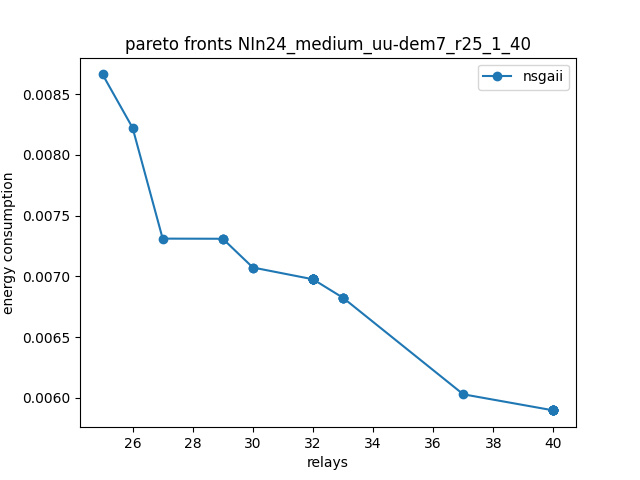 pareto fronts NIn24_medium_uu-dem7_r25_1_40
nsgaii
energy consumption
0.0085
0.0080
0.0075
0.0070
0.0065
0.0060
26 28 30 32 34 36 38 40
relays